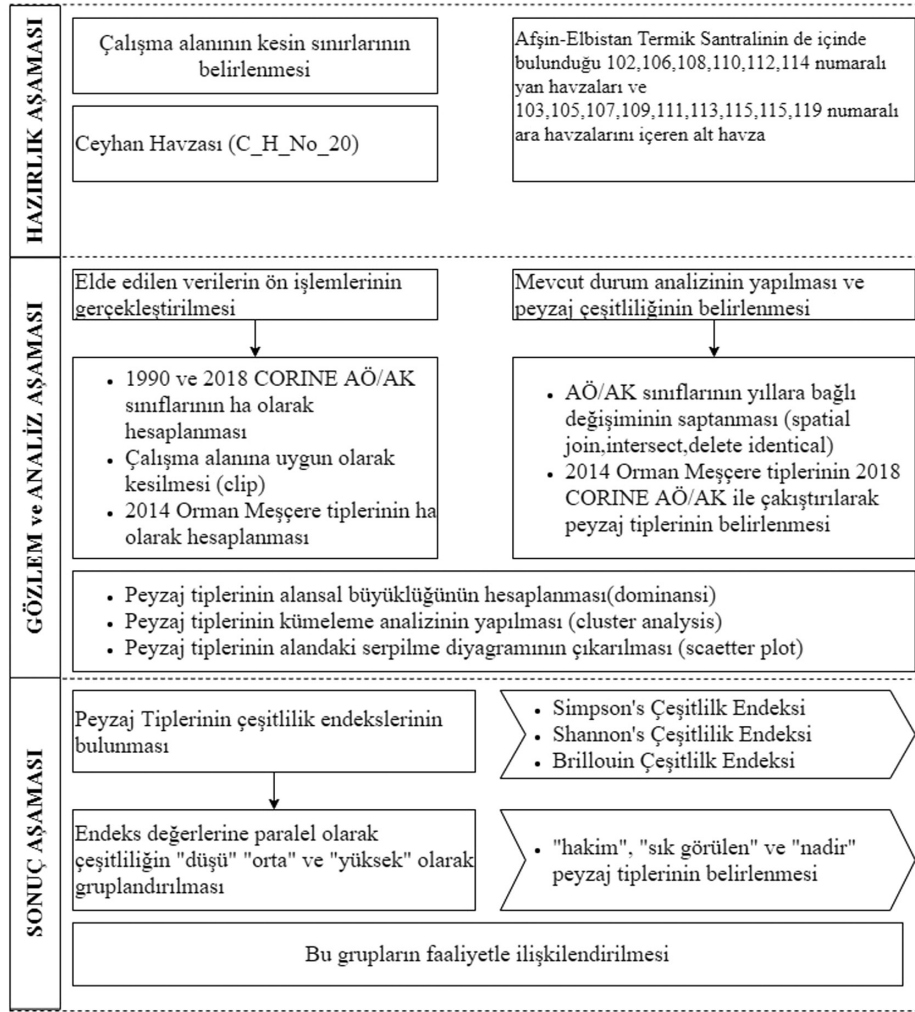 HAZIRLIK AŞAMASI
Çalışma alanının kesin sınırlarının
belirlenmesi
Ceyhan Havzası (C_H_No_20)
Afşin-Elbistan Termik Santralinin de içinde
bulunduğu 102,106,108,110,112,114 numaralı
yan havzaları ve
103,105,107,109,111,113,115,115,119 numaralı
ara havzalarını içeren alt havza
GÖZLEM ve ANALİZ AŞAMASI
Elde edilen verilerin ön işlemlerinin
gerçekleştirilmesi
Mevcut durum analizinin yapılması ve
peyzaj çeşitliliğinin belirlenmesi
• 1990 ve 2018 CORINE AÖ/AK
sınıflarının ha olarak
hesaplanması
• Çalışma alanına uygun olarak
kesilmesi (clip)
• 2014 Orman Meşçere tiplerinin ha
olarak hesaplanması
• AÖ/AK sınıflarının yıllara bağlı
değişiminin saptanması (spatial
join,intersect,delete identical)
• 2014 Orman Meşçere tiplerinin 2018
CORINE AÖ/AK ile çakıştırılarak
peyzaj tiplerinin belirlenmesi
• Peyzaj tiplerinin alansal büyüklüğünün hesaplanması(dominansi)
• Peyzaj tiplerinin kümeleme analizinin yapılması (cluster analysis)
• Peyzaj tiplerinin alandaki serpilme diyagramının çıkarılması (scaetter plot)
SONUÇ AŞAMASI
Peyzaj Tiplerinin çeşitlilik endekslerinin
bulunması
• Simpson's Çeşitlilk Endeksi
• Shannon's Çeşitlilik Endeksi
• Brillouin Çeşitlilk Endeksi
Endeks değerlerine paralel olarak
çeşitliliğin "düşü" "orta" ve "yüksek" olarak
gruplandırılması
• "hakim", "sık görülen" ve "nadir"
peyzaj tiplerinin belirlenmesi
Bu grupların faaliyetle ilişkilendirilmesi